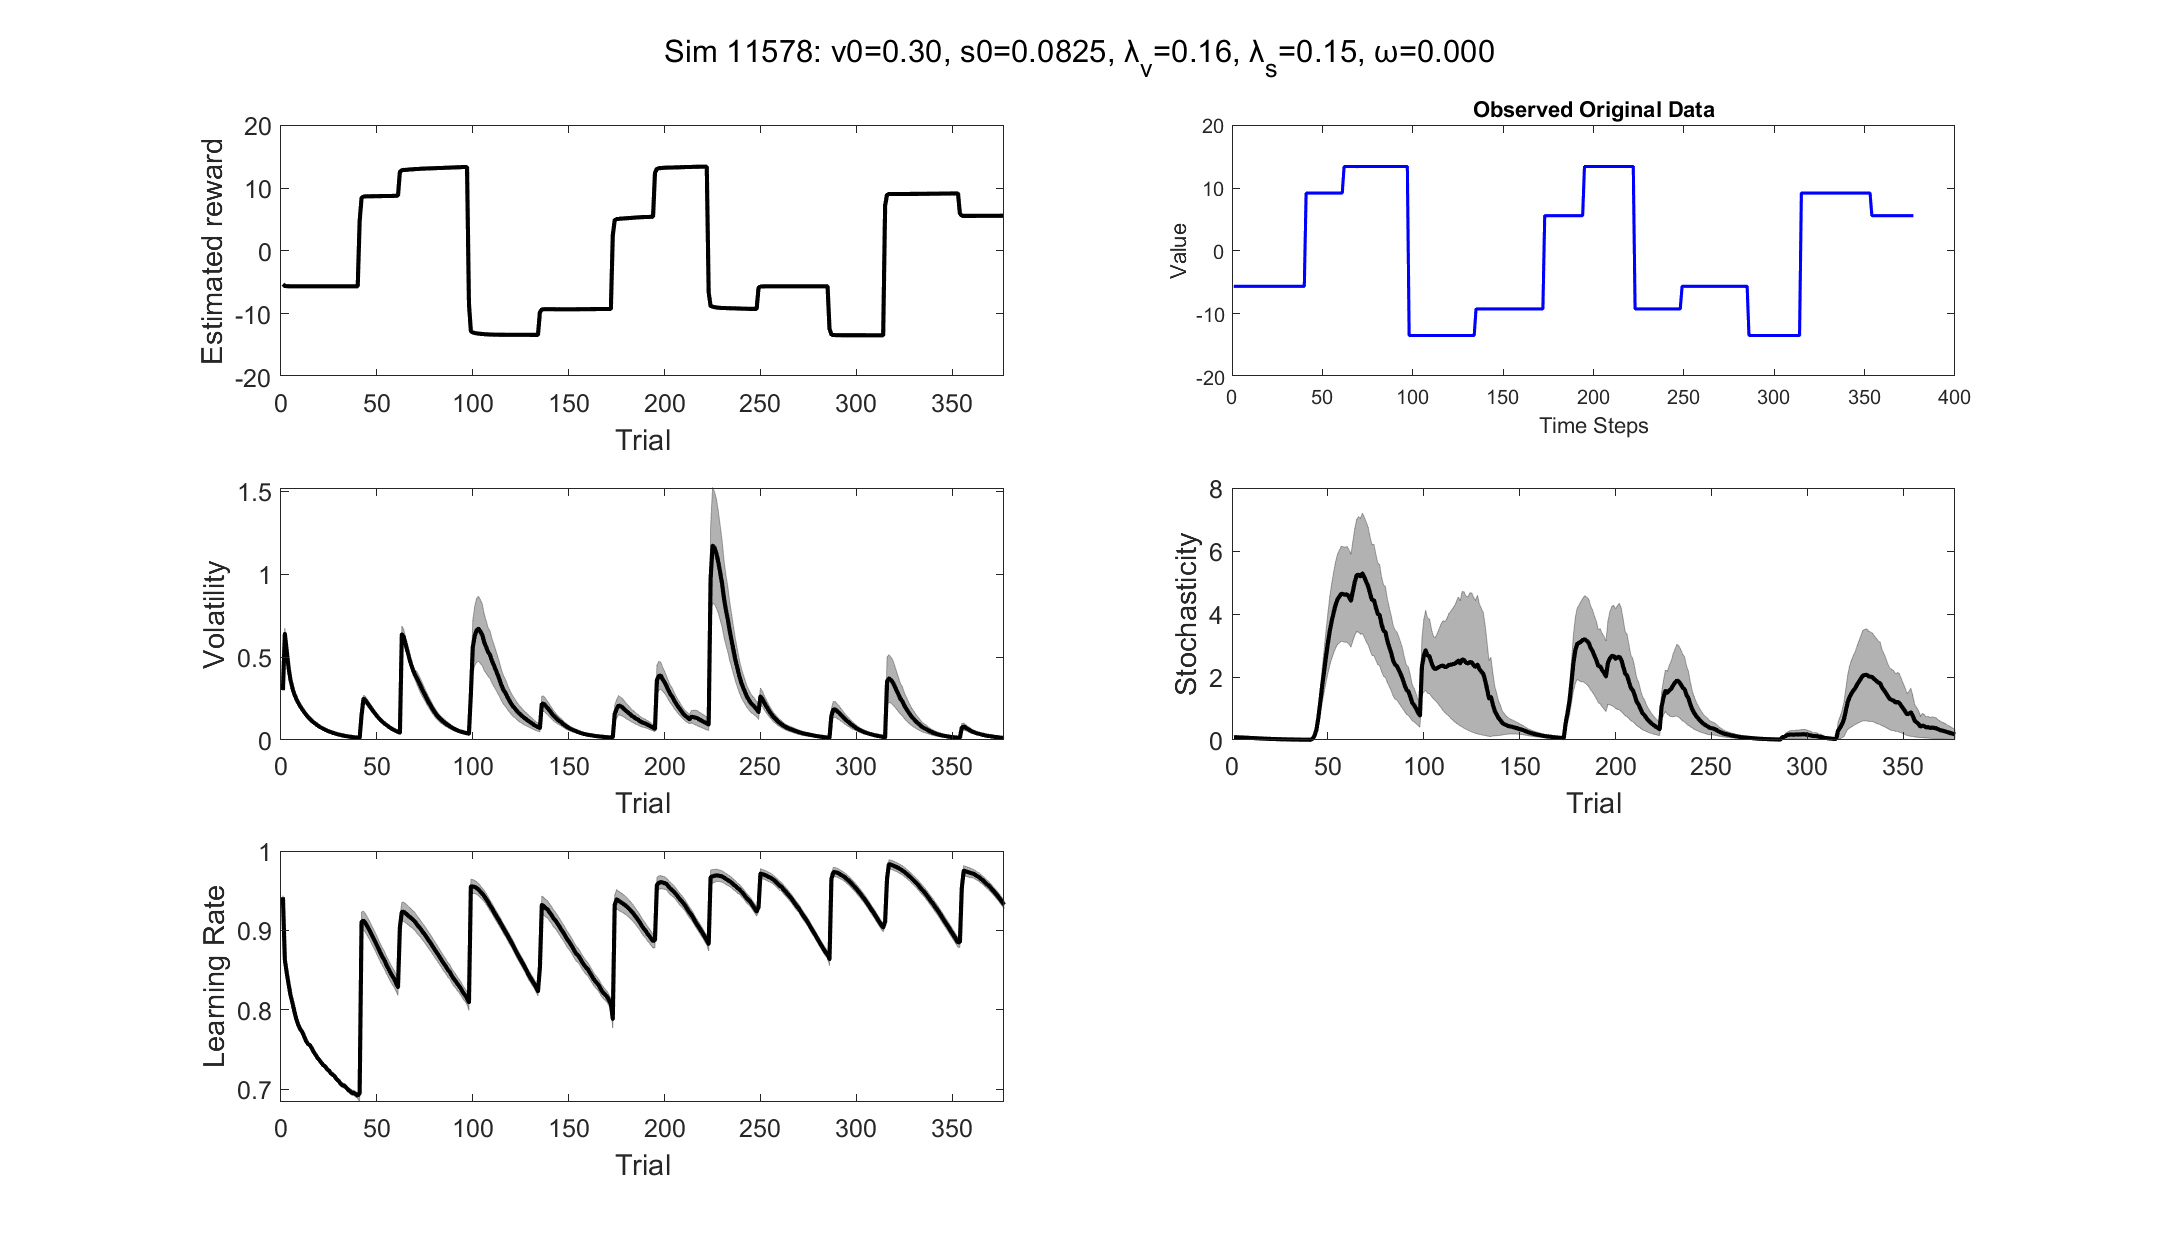 Sim 11578: v0=0.30, s0=0.0825, λ_v=0.16, λ_s=0.15, ω=0.000
Estimated reward
20
10
0
-10
-20
0 50 100 150 200 250 300 350
Trial
Observed Original Data
Value
20
10
0
-10
-20
0 50 100 150 200 250 300 350 400
Time Steps
Volatility
1.5
1
0.5
0
0 50 100 150 200 250 300 350
Trial
Stochasticity
8
6
4
2
0
0 50 100 150 200 250 300 350
Trial
Learning Rate
1
0.9
0.8
0.7
0 50 100 150 200 250 300 350
Trial